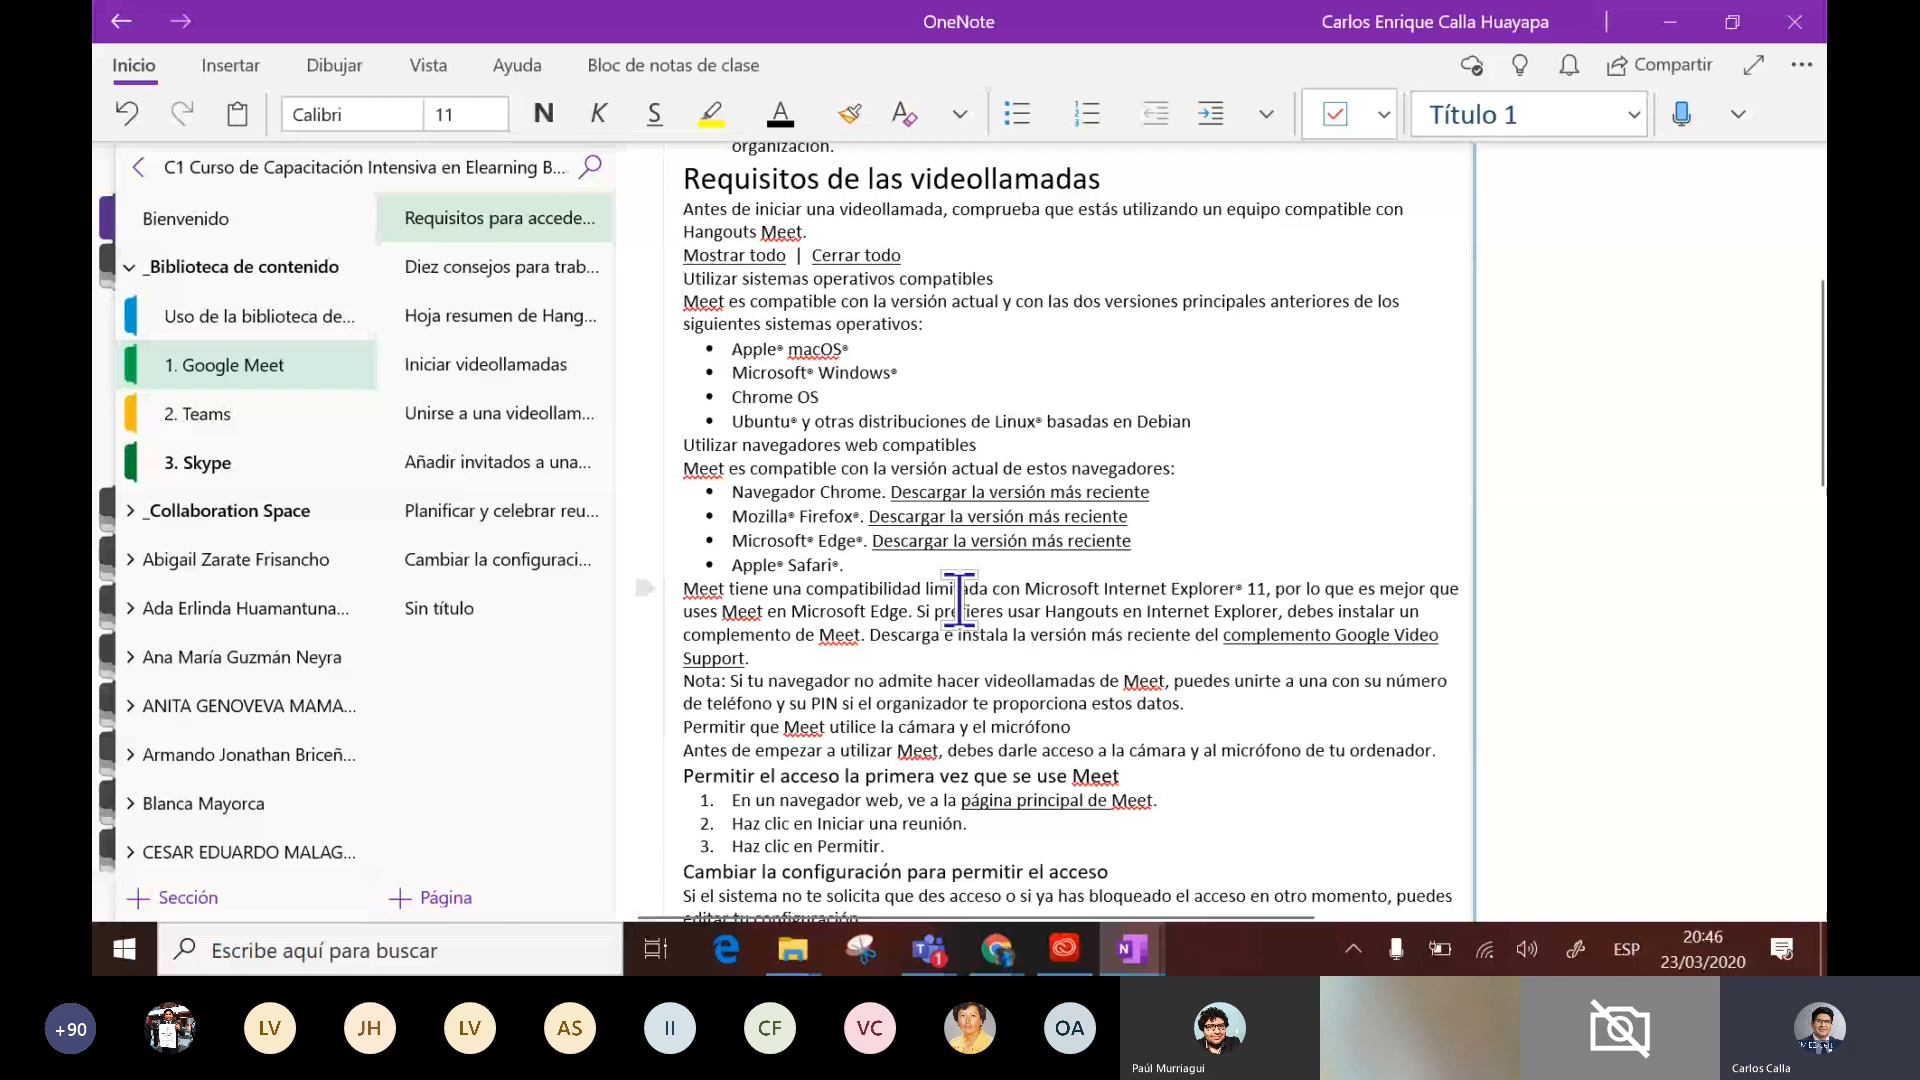 OneNote
Carlos Enrique Calla Huayapa
Inicio
Insertar
Dibujar
Vista
Ayuda
Bloc de notas de clase
Compartir
Calibri
11
N
K
S
A
A
Título 1
C1 Curso de Capacitación Intensiva en Elearning B...
Bienvenido
_Biblioteca de contenido
Uso de la biblioteca de...
1. Google Meet
2. Teams
3. Skype
_Collaboration Space
Abigail Zarate Frisancho
Ada Erlinda Huamantuna...
Ana María Guzmán Neyra
ANITA GENOVEVA MAMA...
Armando Jonathan Briceñ...
Blanca Mayorca
CESAR EDUARDO MALAG...
Sección
Requisitos para accede...
Diez consejos para trab...
Hoja resumen de Hang...
Iniciar videollamadas
Unirse a una videollam...
Añadir invitados a una...
Planificar y celebrar reu...
Cambiar la configuraci...
Sin título
Página
organización.
Requisitos de las videollamadas
Antes de iniciar una videollamada, comprueba que estás utilizando un equipo compatible con
Hangouts Meet.
Mostrar todo | Cerrar todo
Utilizar sistemas operativos compatibles
Meet es compatible con la versión actual y con las dos versiones principales anteriores de los
siguientes sistemas operativos:
• Apple® macOS®
• Microsoft® Windows®
• Chrome OS
• Ubuntu® y otras distribuciones de Linux® basadas en Debian
Utilizar navegadores web compatibles
Meet es compatible con la versión actual de estos navegadores:
• Navegador Chrome. Descargar la versión más reciente
• Mozilla® Firefox®. Descargar la versión más reciente
• Microsoft® Edge®. Descargar la versión más reciente
• Apple® Safari®.
Meet tiene una compatibilidad limitada con Microsoft Internet Explorer® 11, por lo que es mejor que
uses Meet en Microsoft Edge. Si prefieres usar Hangouts en Internet Explorer, debes instalar un
complemento de Meet. Descarga e instala la versión más reciente del complemento Google Video
Support.
Nota: Si tu navegador no admite hacer videollamadas de Meet, puedes unirte a una con su número
de teléfono y su PIN si el organizador te proporciona estos datos.
Permitir que Meet utilice la cámara y el micrófono
Antes de empezar a utilizar Meet, debes darle acceso a la cámara y al micrófono de tu ordenador.
Permitir el acceso la primera vez que se use Meet
1. En un navegador web, ve a la página principal de Meet.
2. Haz clic en Iniciar una reunión.
3. Haz clic en Permitir.
Cambiar la configuración para permitir el acceso
Si el sistema no te solicita que des acceso o si ya has bloqueado el acceso en otro momento, puedes
editar tu configuración
Escribe aquí para buscar
1
ESP
20:46
23/03/2020
+90
LV
JH
LV
AS
II
CF
VC
OA
Paúl Murriagui
Carlos Calla